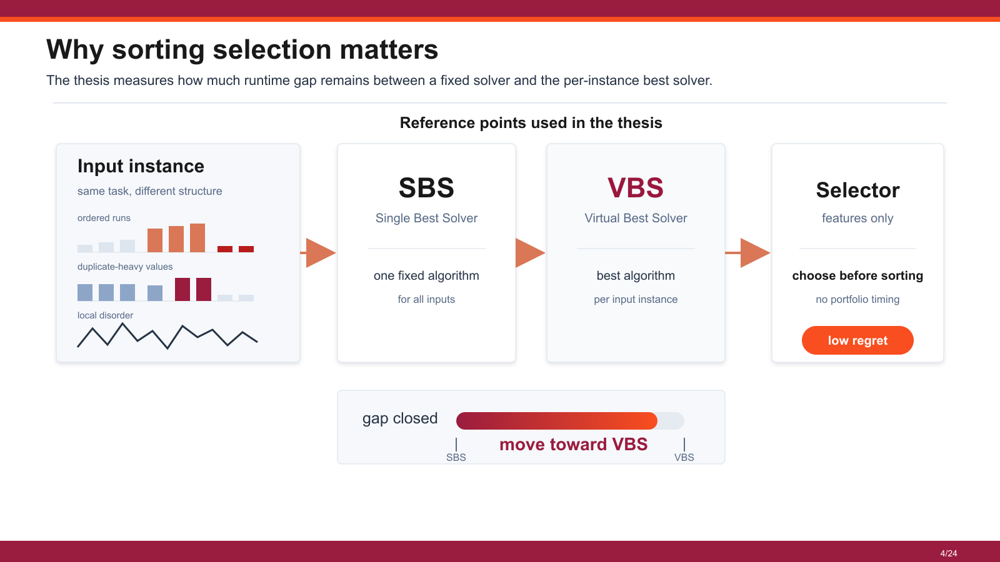 Why sorting selection matters
The thesis measures how much runtime gap remains between a fixed solver and the per-instance best solver.
Reference points used in the thesis
Input instance
same task, different structure
ordered runs
duplicate-heavy values
local disorder
SBS
Single Best Solver
one fixed algorithm
for all inputs
VBS
Virtual Best Solver
best algorithm
per input instance
Selector
features only
choose before sorting
no portfolio timing
low regret
gap closed
move toward VBS
SBS
VBS
4/24